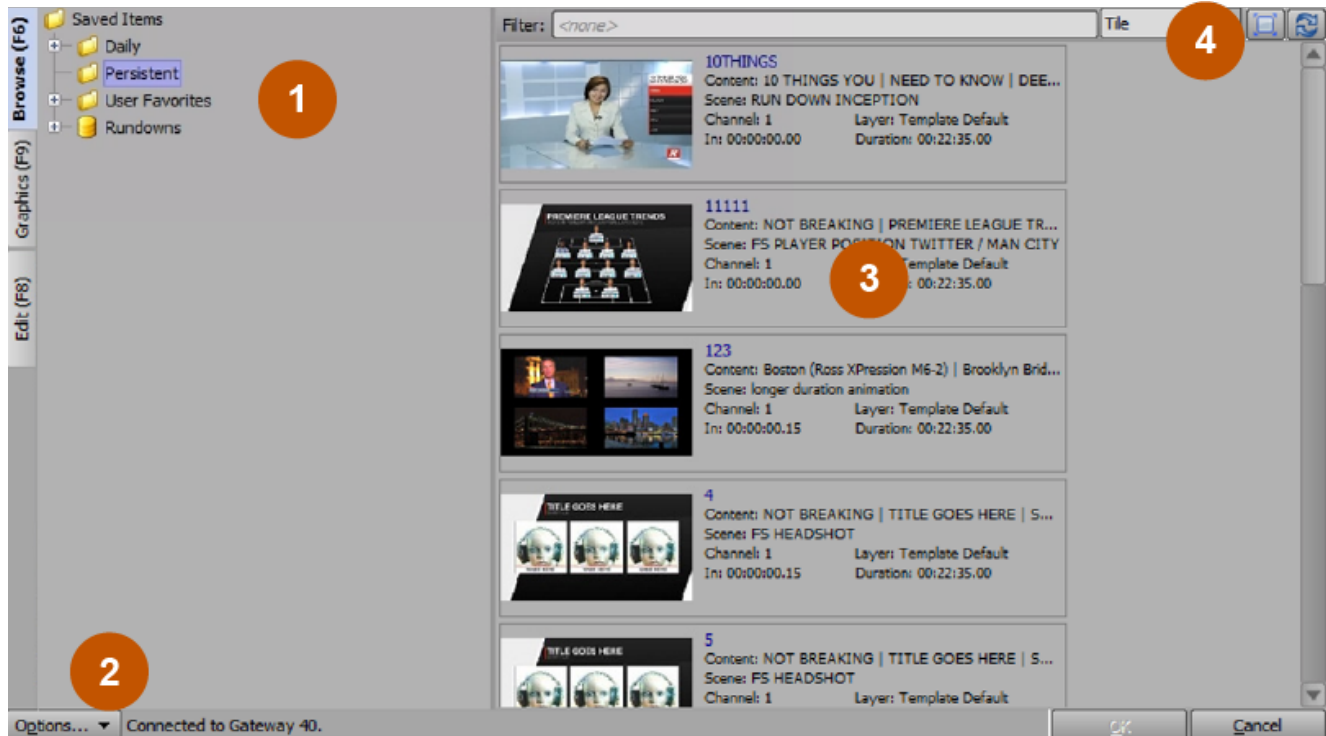 Browse (F6)
Graphics (F9)
Edit (F8)
Saved Items
Daily
Persistent
User Favorites
Rundowns
1
2
Filter: <none>
Tile
4
10THINGS
Content: 10 THINGS YOU | NEED TO KNOW | DEE...
Scene: RUN DOWN INCEPTION
Channel: 1 Layer: Template Default
In: 00:00:00.00 Duration: 00:22:35.00
PREMIERE LEAGUE TRENDS
11111
Content: NOT BREAKING | PREMIERE LEAGUE TR...
Scene: FS PLAYER POSITION TWITTER / MAN CITY
Channel: 1 Template Default
In: 00:00:00.00 : 00:22:35.00
3
123
Content: Boston (Ross XPression M6-2) | Brooklyn Brid...
Scene: longer duration animation
Channel: 1 Layer: Template Default
In: 00:00:00.15 Duration: 00:22:35.00
TITLE GOES HERE
4
Content: NOT BREAKING | TITLE GOES HERE | S...
Scene: FS HEADSHOT
Channel: 1 Layer: Template Default
In: 00:00:00.15 Duration: 00:22:35.00
TITLE GOES HERE
5
Content: NOT BREAKING | TITLE GOES HERE | S...
Scene: FS HEADSHOT
Channel: 1 Layer: Template Default
Options...
Connected to Gateway 40.
OK
Cancel